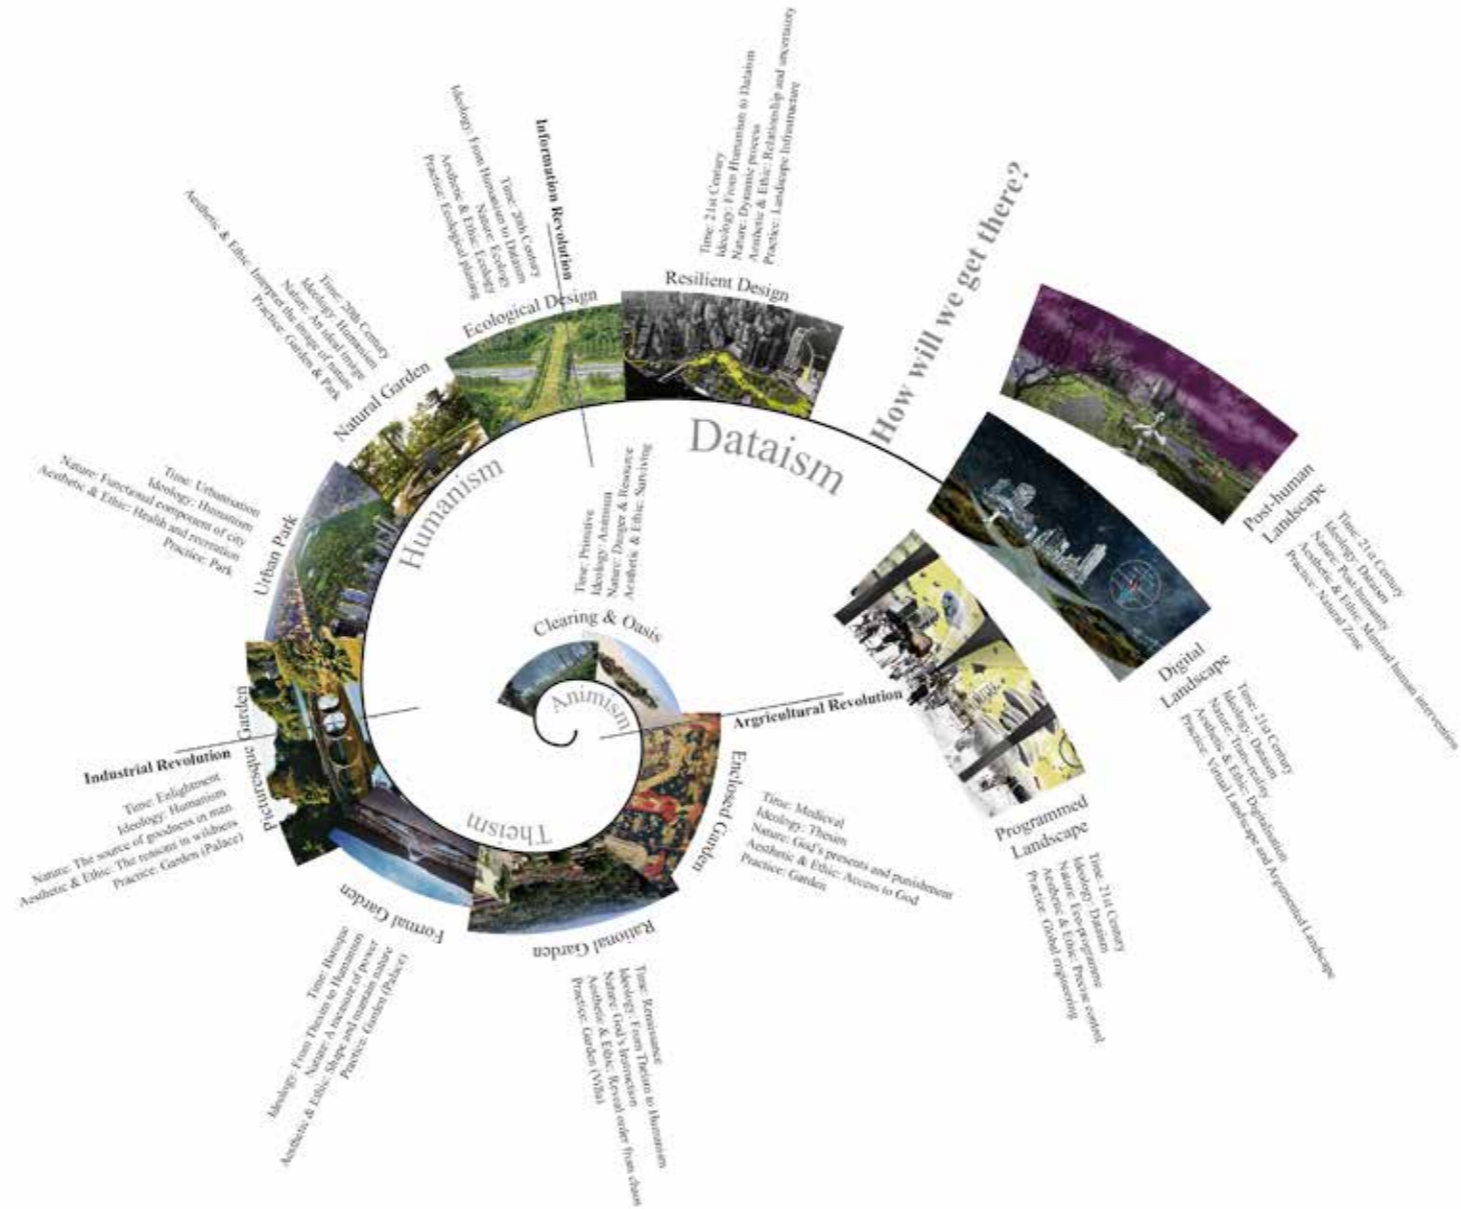 Animism
Clearing & Oasis
Time: Primitive
Ideology: Animism
Nature: Danger & Resource
Aesthetic & Ethic: Surviving
Argricultural Revolution
Theism
Enclosed Garden
Time: Medieval
Ideology: Theism
Nature: God's presents and punishment
Aesthetic & Ethic: Access to God
Practice: Garden
Rational Garden
Time: Renaissance
Ideology: From Theism to Humanism
Nature: God's Instruction
Aesthetic & Ethic: Reveal order from chaos
Practice: Garden (Villa)
Formal Garden
Time: Baroque
Ideology: From Theism to Humanism
Nature: A measure of power
Aesthetic & Ethic: Shape and maintain nature
Practice: Garden (Palace)
Industrial Revolution
Picturesque Garden
Time: Enlightment
Ideology: Humanism
Nature: The source of goodness in man
Aesthetic & Ethic: The reasons in wildness
Practice: Garden (Palace)
Humanism
Urban Park
Time: Urbanisation
Ideology: Humanism
Nature: Functional component of city
Aesthetic & Ethic: Health and recreation
Practice: Park
Natural Garden
Time: 20th Century
Ideology: Humanism
Nature: An ideal image
Aesthetic & Ethic: Interpret the image of nature
Practice: Garden & Park
Ecological Design
Time: 20th Century
Ideology: From Humanism to Dataism
Nature: Ecology
Aesthetic & Ethic: Ecology
Practice: Ecological planing
Information Revolution
Dataism
Resilient Design
Time: 21st Century
Ideology: From Humanism to Dataism
Nature: Dynamic process
Aesthetic & Ethic: Relationship and uncertainty
Practice: Landscape Infrustructure
How will we get there?
Post-human
Landscape
Time: 21st Century
Ideology: Dataism
Nature: Post-humanity
Aesthetic & Ethic: Minimal human interventions
Practice: Natural Zone
Digital
Landscape
Time: 21st Century
Ideology: Dataism
Nature: Trans-reality
Aesthetic & Ethic: Digitalisation
Practice: Virtual Landscape and Argumented Landscape
Programmed
Landscape
Time: 21st Century
Ideology: Dataism
Nature: Eco-programme
Aesthetic & Ethic: Precise control
Practice: Global engineering